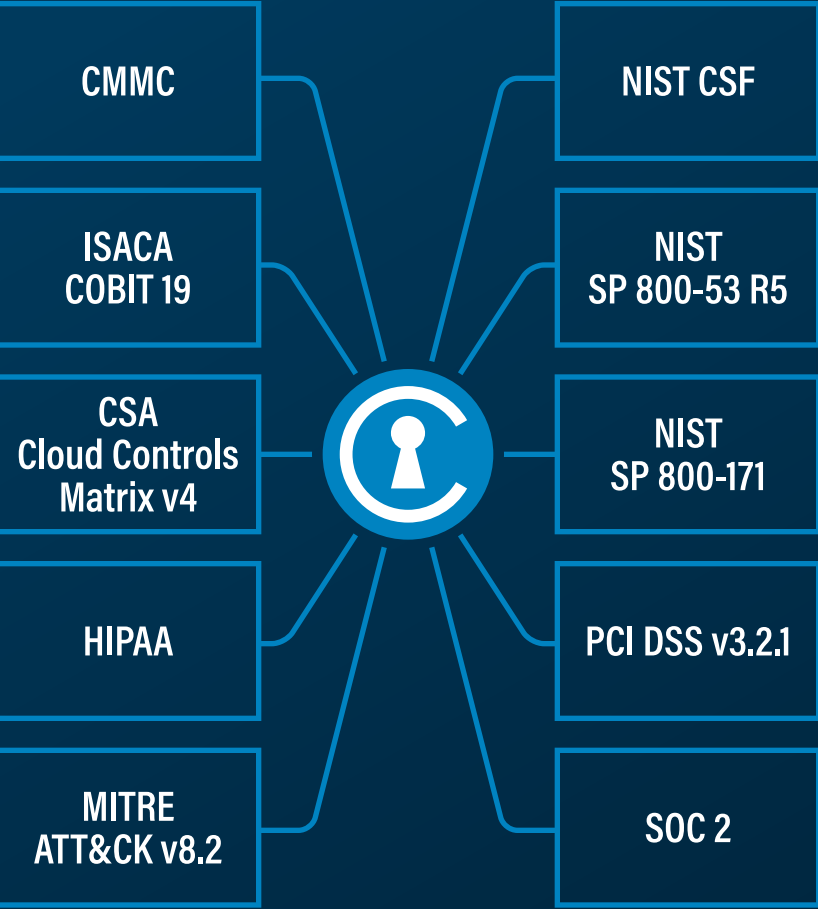 CMMC
ISACA
COBIT 19
CSA
Cloud Controls
Matrix v4
HIPAA
MITRE
ATT&CK v8.2
NIST CSF
NIST
SP 800-53 R5
NIST
SP 800-171
PCI DSS v3.2.1
SOC 2